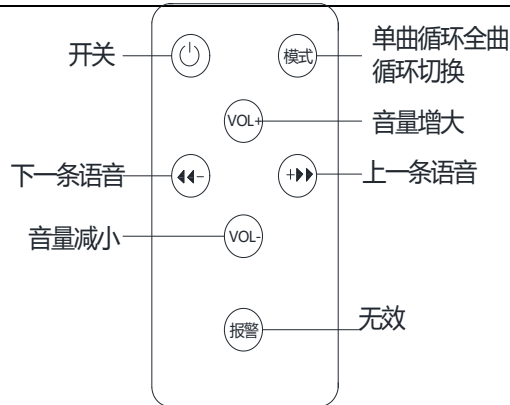 开关
模式
单曲循环全曲
循环切换
VOL+
音量增大
下一条语音
-
+
上一条语音
音量减小
VOL-
报警
无效